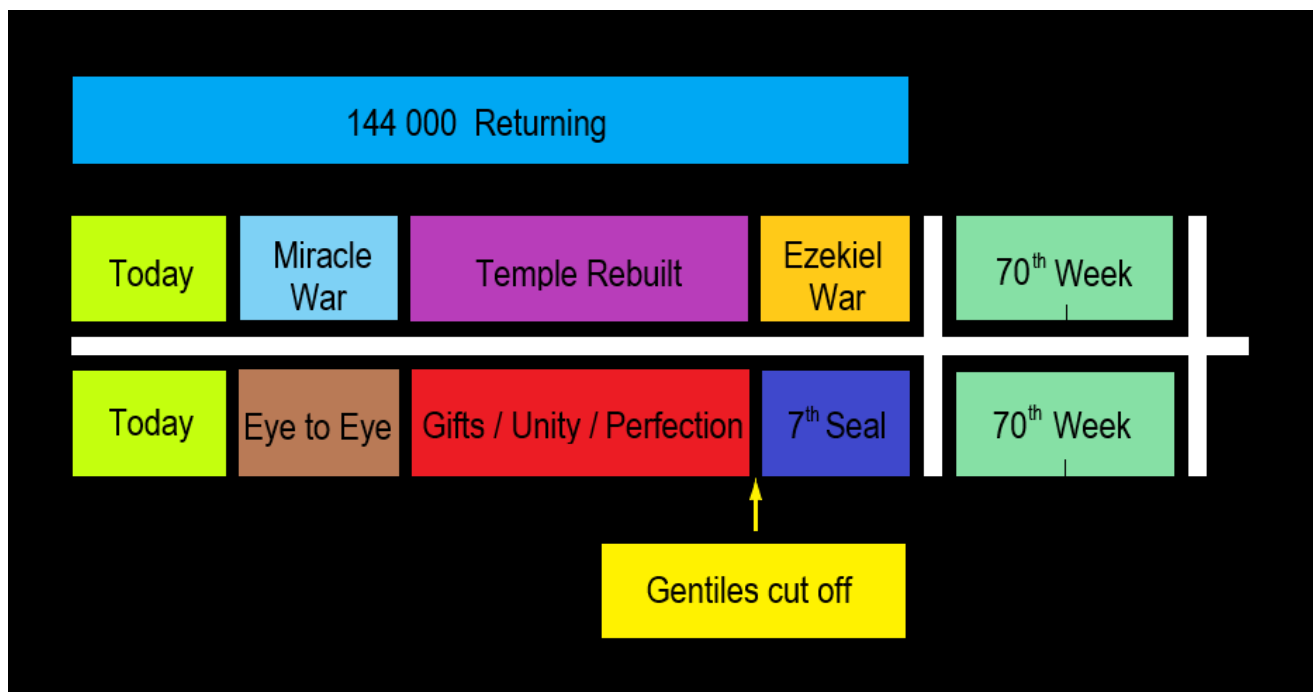 144 000 Returning
Today
Miracle
War
Temple Rebuilt
Ezekiel
War
70th Week
Today
Eye to Eye
Gifts / Unity / Perfection
7th Seal
70th Week
Gentiles cut off